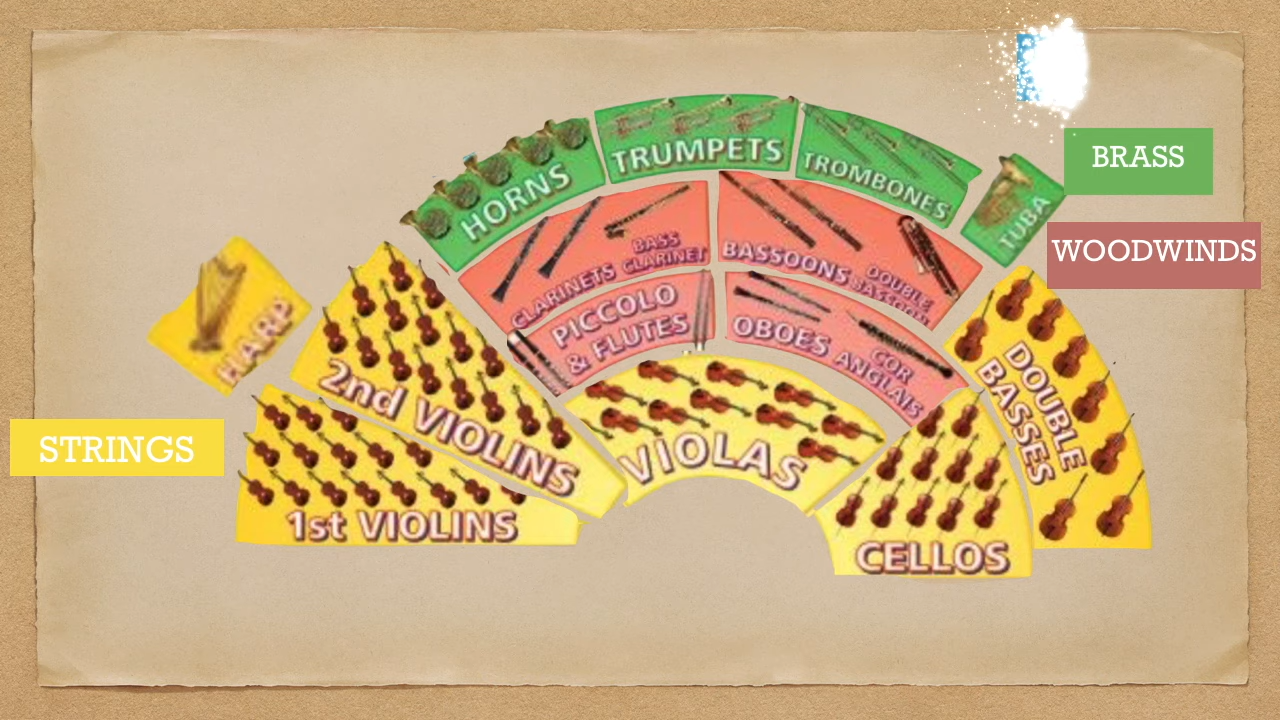 BRASS
TRUMPETS
HORNS
TROMBONES
TUBA
WOODWINDS
CLARINETS
BASS
CLARINET
BASSOONS
DOUBLE
BASSOON
PICCOLO
& FLUTES
OBOES
COR
ANGLAIS
HARP
2nd VIOLINS
VIOLAS
DOUBLE
BASSES
STRINGS
1st VIOLINS
CELLOS